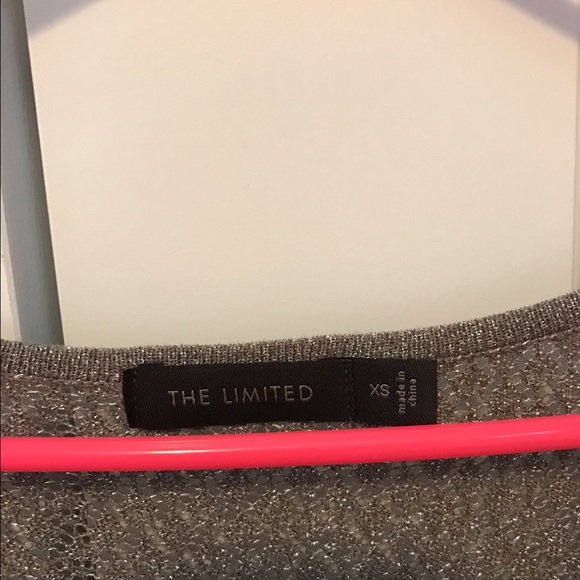 THE LIMITED
XS
made in
china